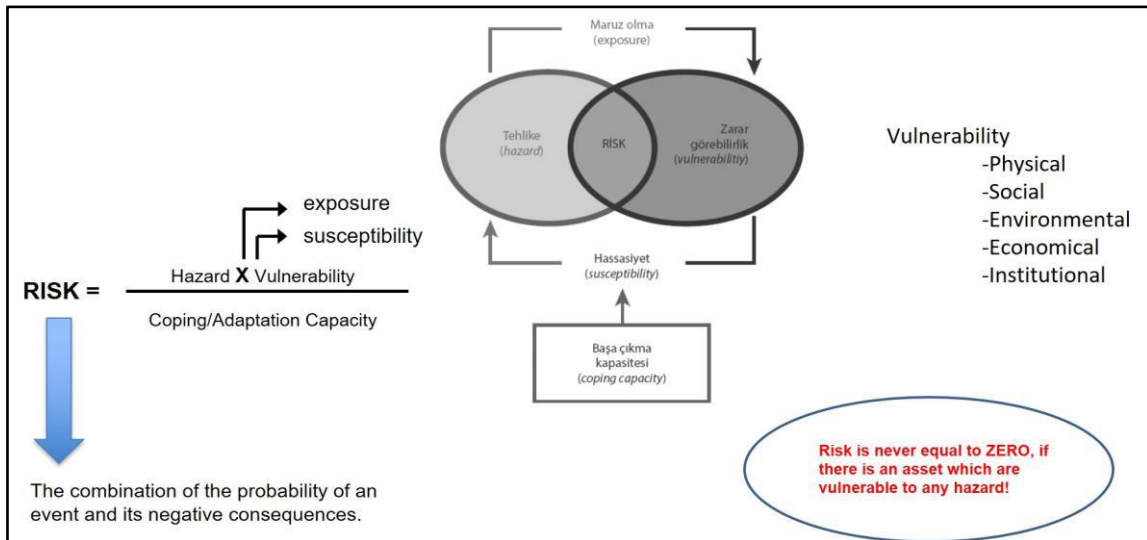 Maruz olma
(exposure)
Tehlike
(hazard)
RİSK
Zarar
görebilirlik
(vulnerabilitiy)
Hassasiyet
(susceptibility)
Başa çıkma
kapasitesi
(coping capacity)
exposure
susceptibility
Hazard X Vulnerability
RISK =
Coping/Adaptation Capacity
The combination of the probability of an
event and its negative consequences.
Vulnerability
-Physical
-Social
-Environmental
-Economical
-Institutional
Risk is never equal to ZERO, if
there is an asset which are
vulnerable to any hazard!